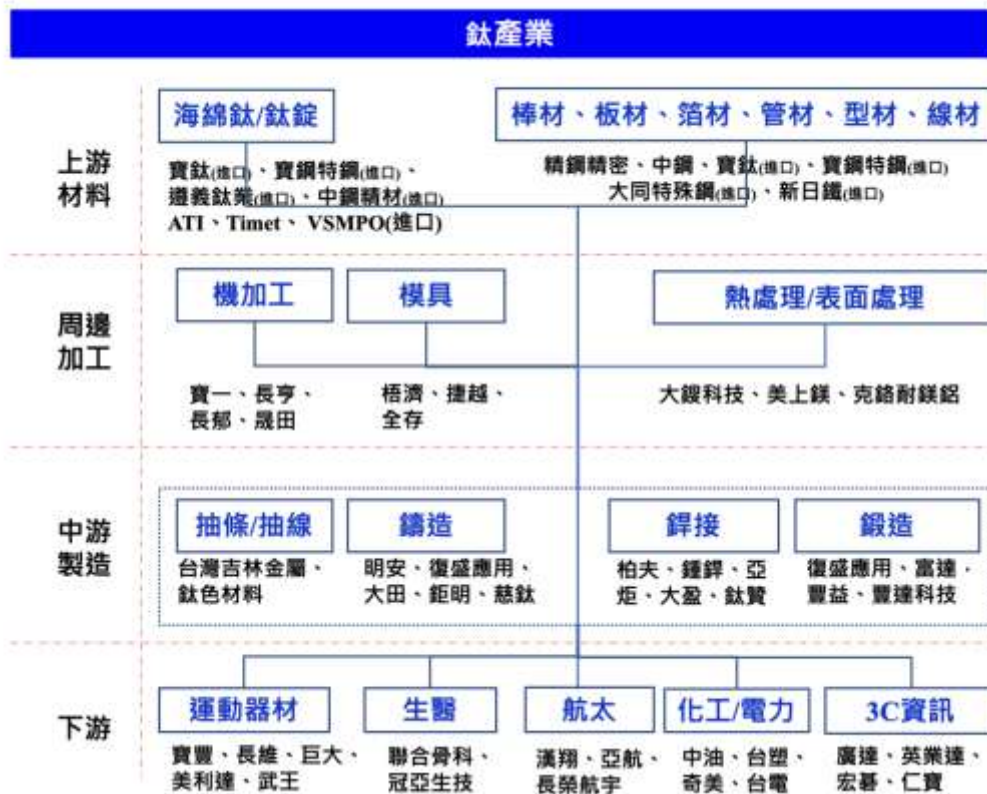 鈦產業
上游
材料
海綿鈦/鈦錠
寶鈦(進口)、寶鋼特鋼(進口)、
遵義鈦業(進口)、中鋼精材(進口)
ATI、Timet、 VSMPO(進口)
棒材、板材、箔材、管材、型材、線材
精鋼精密、中鋼、寶鈦(進口)、寶鋼特鋼(進口)
大同特殊鋼(進口)、新日鐵(進口)
周邊
加工
機加工
寶一、長亨、
長郁、晟田
模具
梧濟、捷越、
全存
熱處理/表面處理
大鎪科技、美上鎂、克鉻耐鎂鋁
中游
製造
抽條/抽線
台灣吉林金屬、
鈦色材料
鑄造
明安、復盛應用、
大田、鉅明、慈鈦
銲接
柏夫、鍾銲、亞
炬、大盈、鈦贊
鍛造
復盛應用、富達、
豐益、豐達科技
下游
運動器材
寶豐、長維、巨大、
美利達、武王
生醫
聯合骨科、
冠亞生技
航太
漢翔、亞航、
長榮航宇
化工/電力
中油、台塑、
奇美、台電
3C資訊
廣達、英業達、
宏碁、仁寶